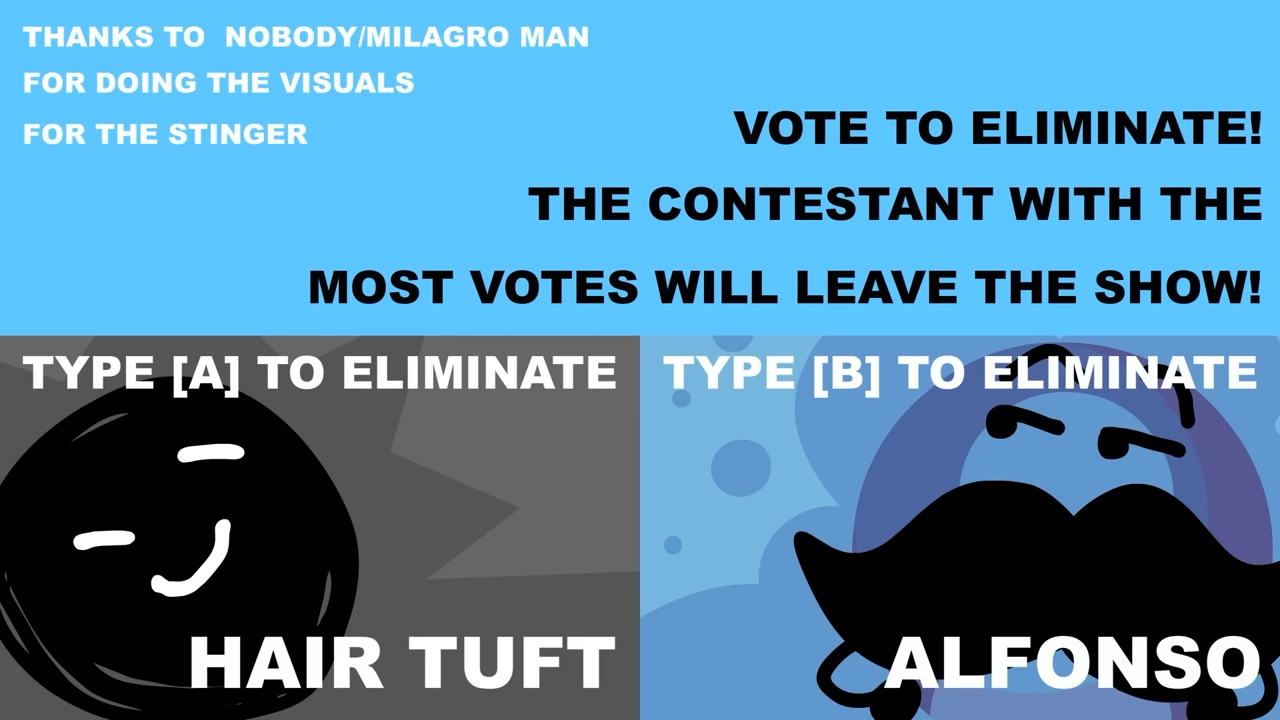 THANKS TO  NOBODY/MILAGRO MAN
FOR DOING THE VISUALS
FOR THE STINGER
VOTE TO ELIMINATE!
THE CONTESTANT WITH THE
MOST VOTES WILL LEAVE THE SHOW!
TYPE [A] TO ELIMINATE
HAIR TUFT
TYPE [B] TO ELIMINATE
ALFONSO